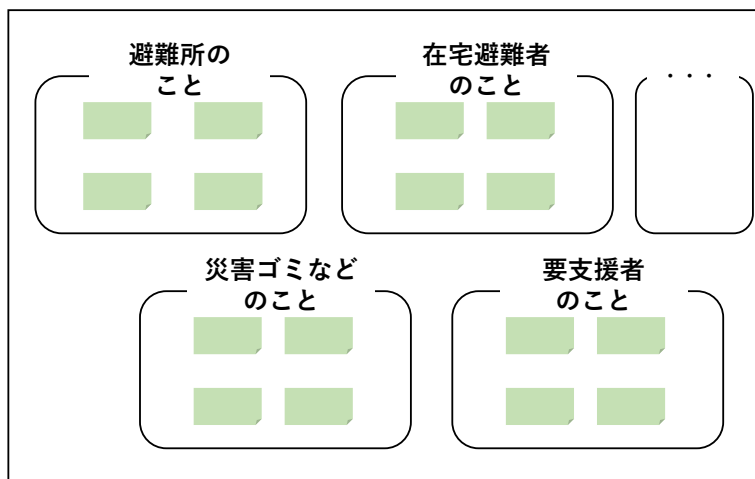 避難所の
こと
在宅避難者
のこと
・・・
災害ゴミなど
のこと
要支援者
のこと